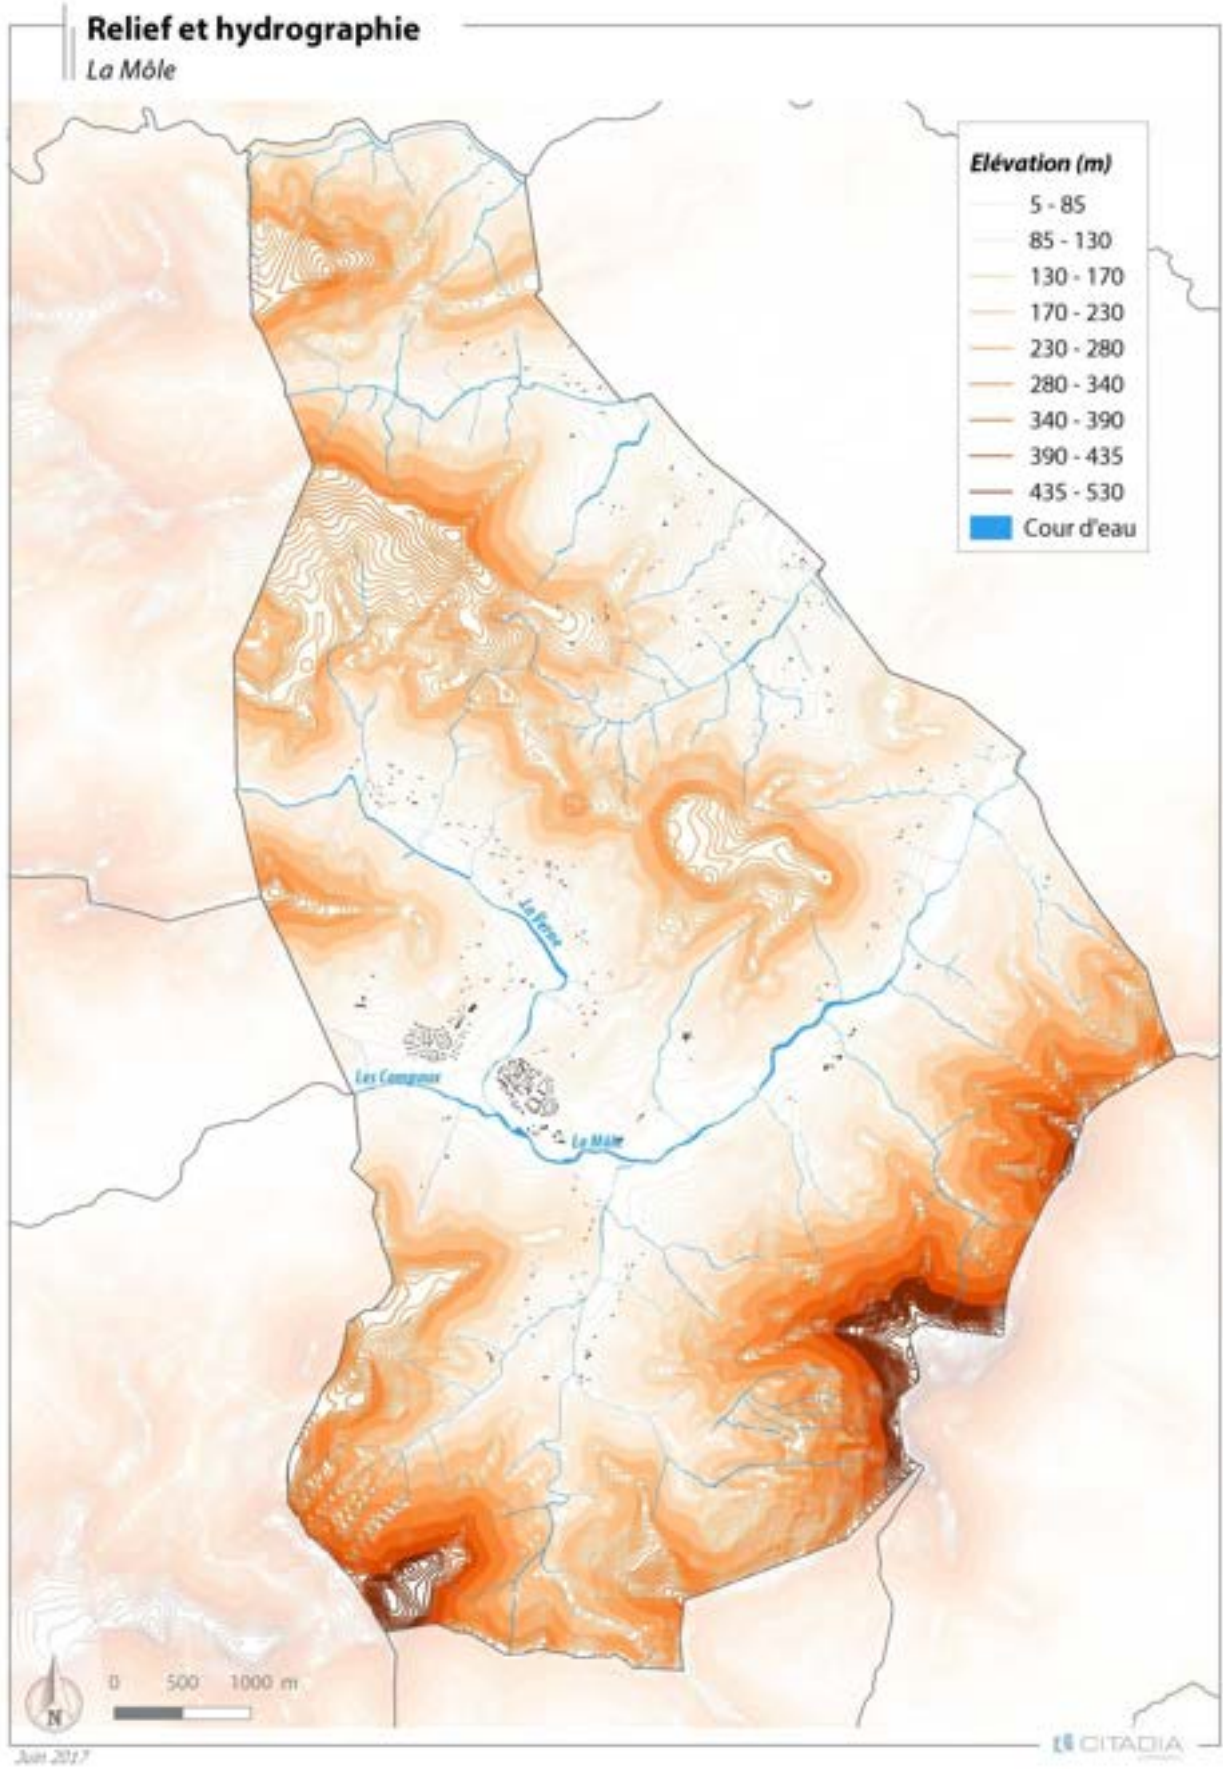 Relief et hydrographie
La Môle
Elévation (m)
5 - 85
85 - 130
130 - 170
170 - 230
230 - 280
280 - 340
340 - 390
390 - 435
435 - 530
Cour d'eau
La Verne
Les Campaux
La Môle
0 500 1000 m
N
CITADIA
Juin 2017